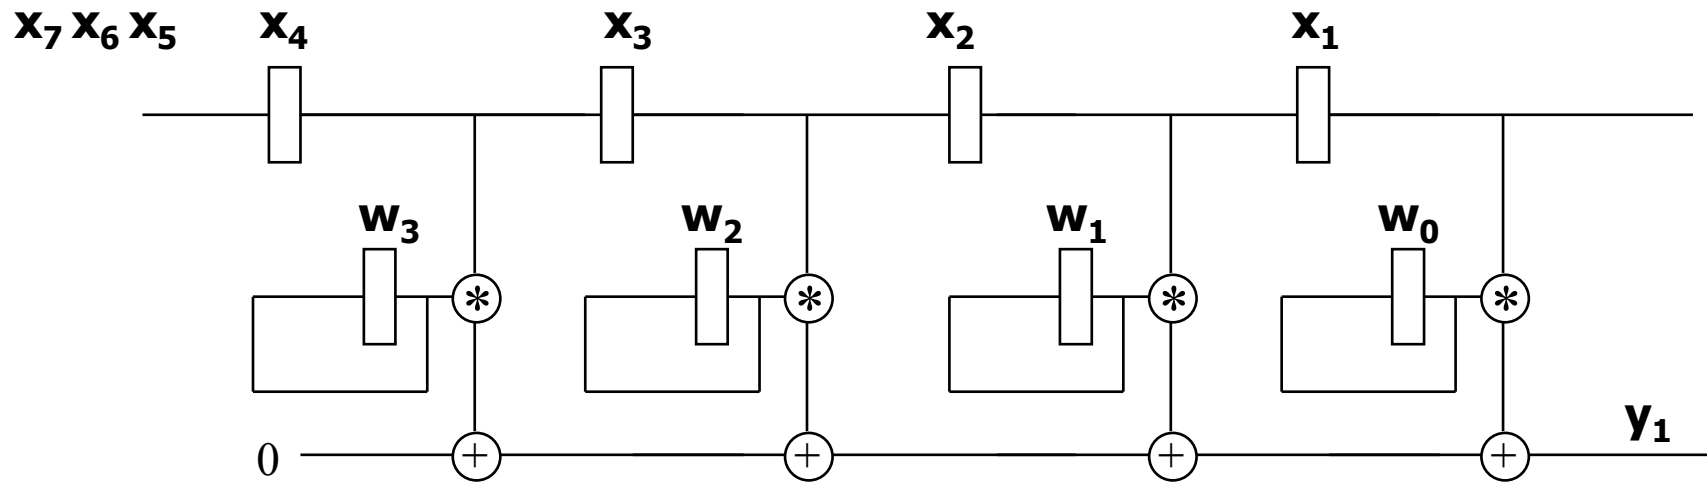 x₇ x₆ x₅ x₄ x₃ x₂ x₁
w₃ w₂ w₁ w₀
* * * *
y₁
0 + + + +